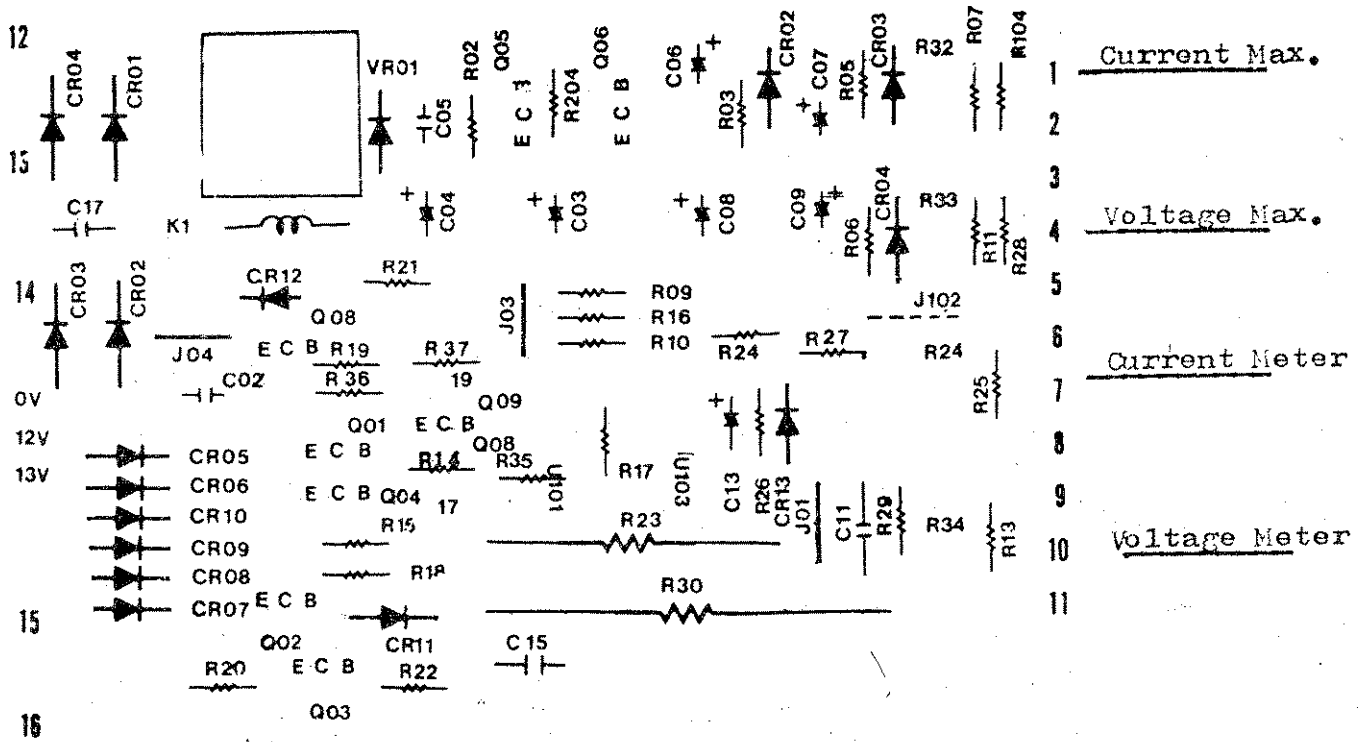 12
CR04
CR01
VR01
R02
Q05
Q06
C06
+
CR02
C07
CR03
R32
R07
R104
1
Current Max.
C05
E C B
R204
E C B
R03
+
R05
2
13
3
C17
K1
+
C04
+
C03
+
C08
C09
+
CR04
R33
R06
R11
R28
4
Voltage Max.
CR03
CR02
14
CR12
R21
J03
R09
5
Q08
R16
J102
J04
E C B
R19
R37
R10
R24
R27
R24
6
Current Meter
C02
R36
19
R25
7
0V
Q09
+
12V
Q01
E C B
8
13V
CR05
E C B
Q08
R14
R35
U101
R17
U103
C13
R26
CR13
CR06
E C B
Q04
17
9
CR10
R15
R23
J01
C11
R29
R34
R13
CR09
10
Voltage Meter
CR08
R18
CR07
E C B
R30
11
15
Q02
CR11
C15
R20
E C B
R22
Q03
16